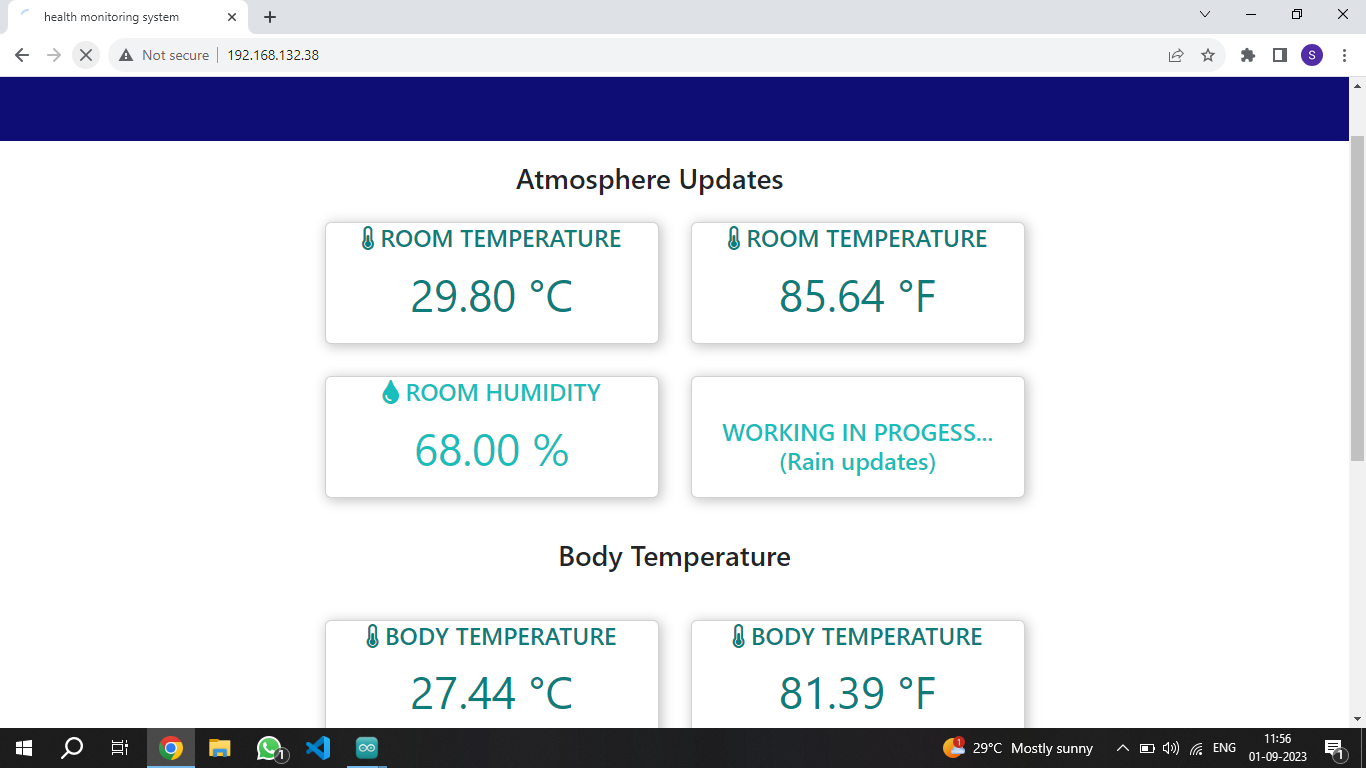 health monitoring system
Not secure
192.168.132.38
S
Atmosphere Updates
ROOM TEMPERATURE
29.80 °C
ROOM TEMPERATURE
85.64 °F
ROOM HUMIDITY
68.00 %
WORKING IN PROGESS...
(Rain updates)
Body Temperature
BODY TEMPERATURE
27.44 °C
BODY TEMPERATURE
81.39 °F
1
1
29°C Mostly sunny
ENG
11:56
01-09-2023
1